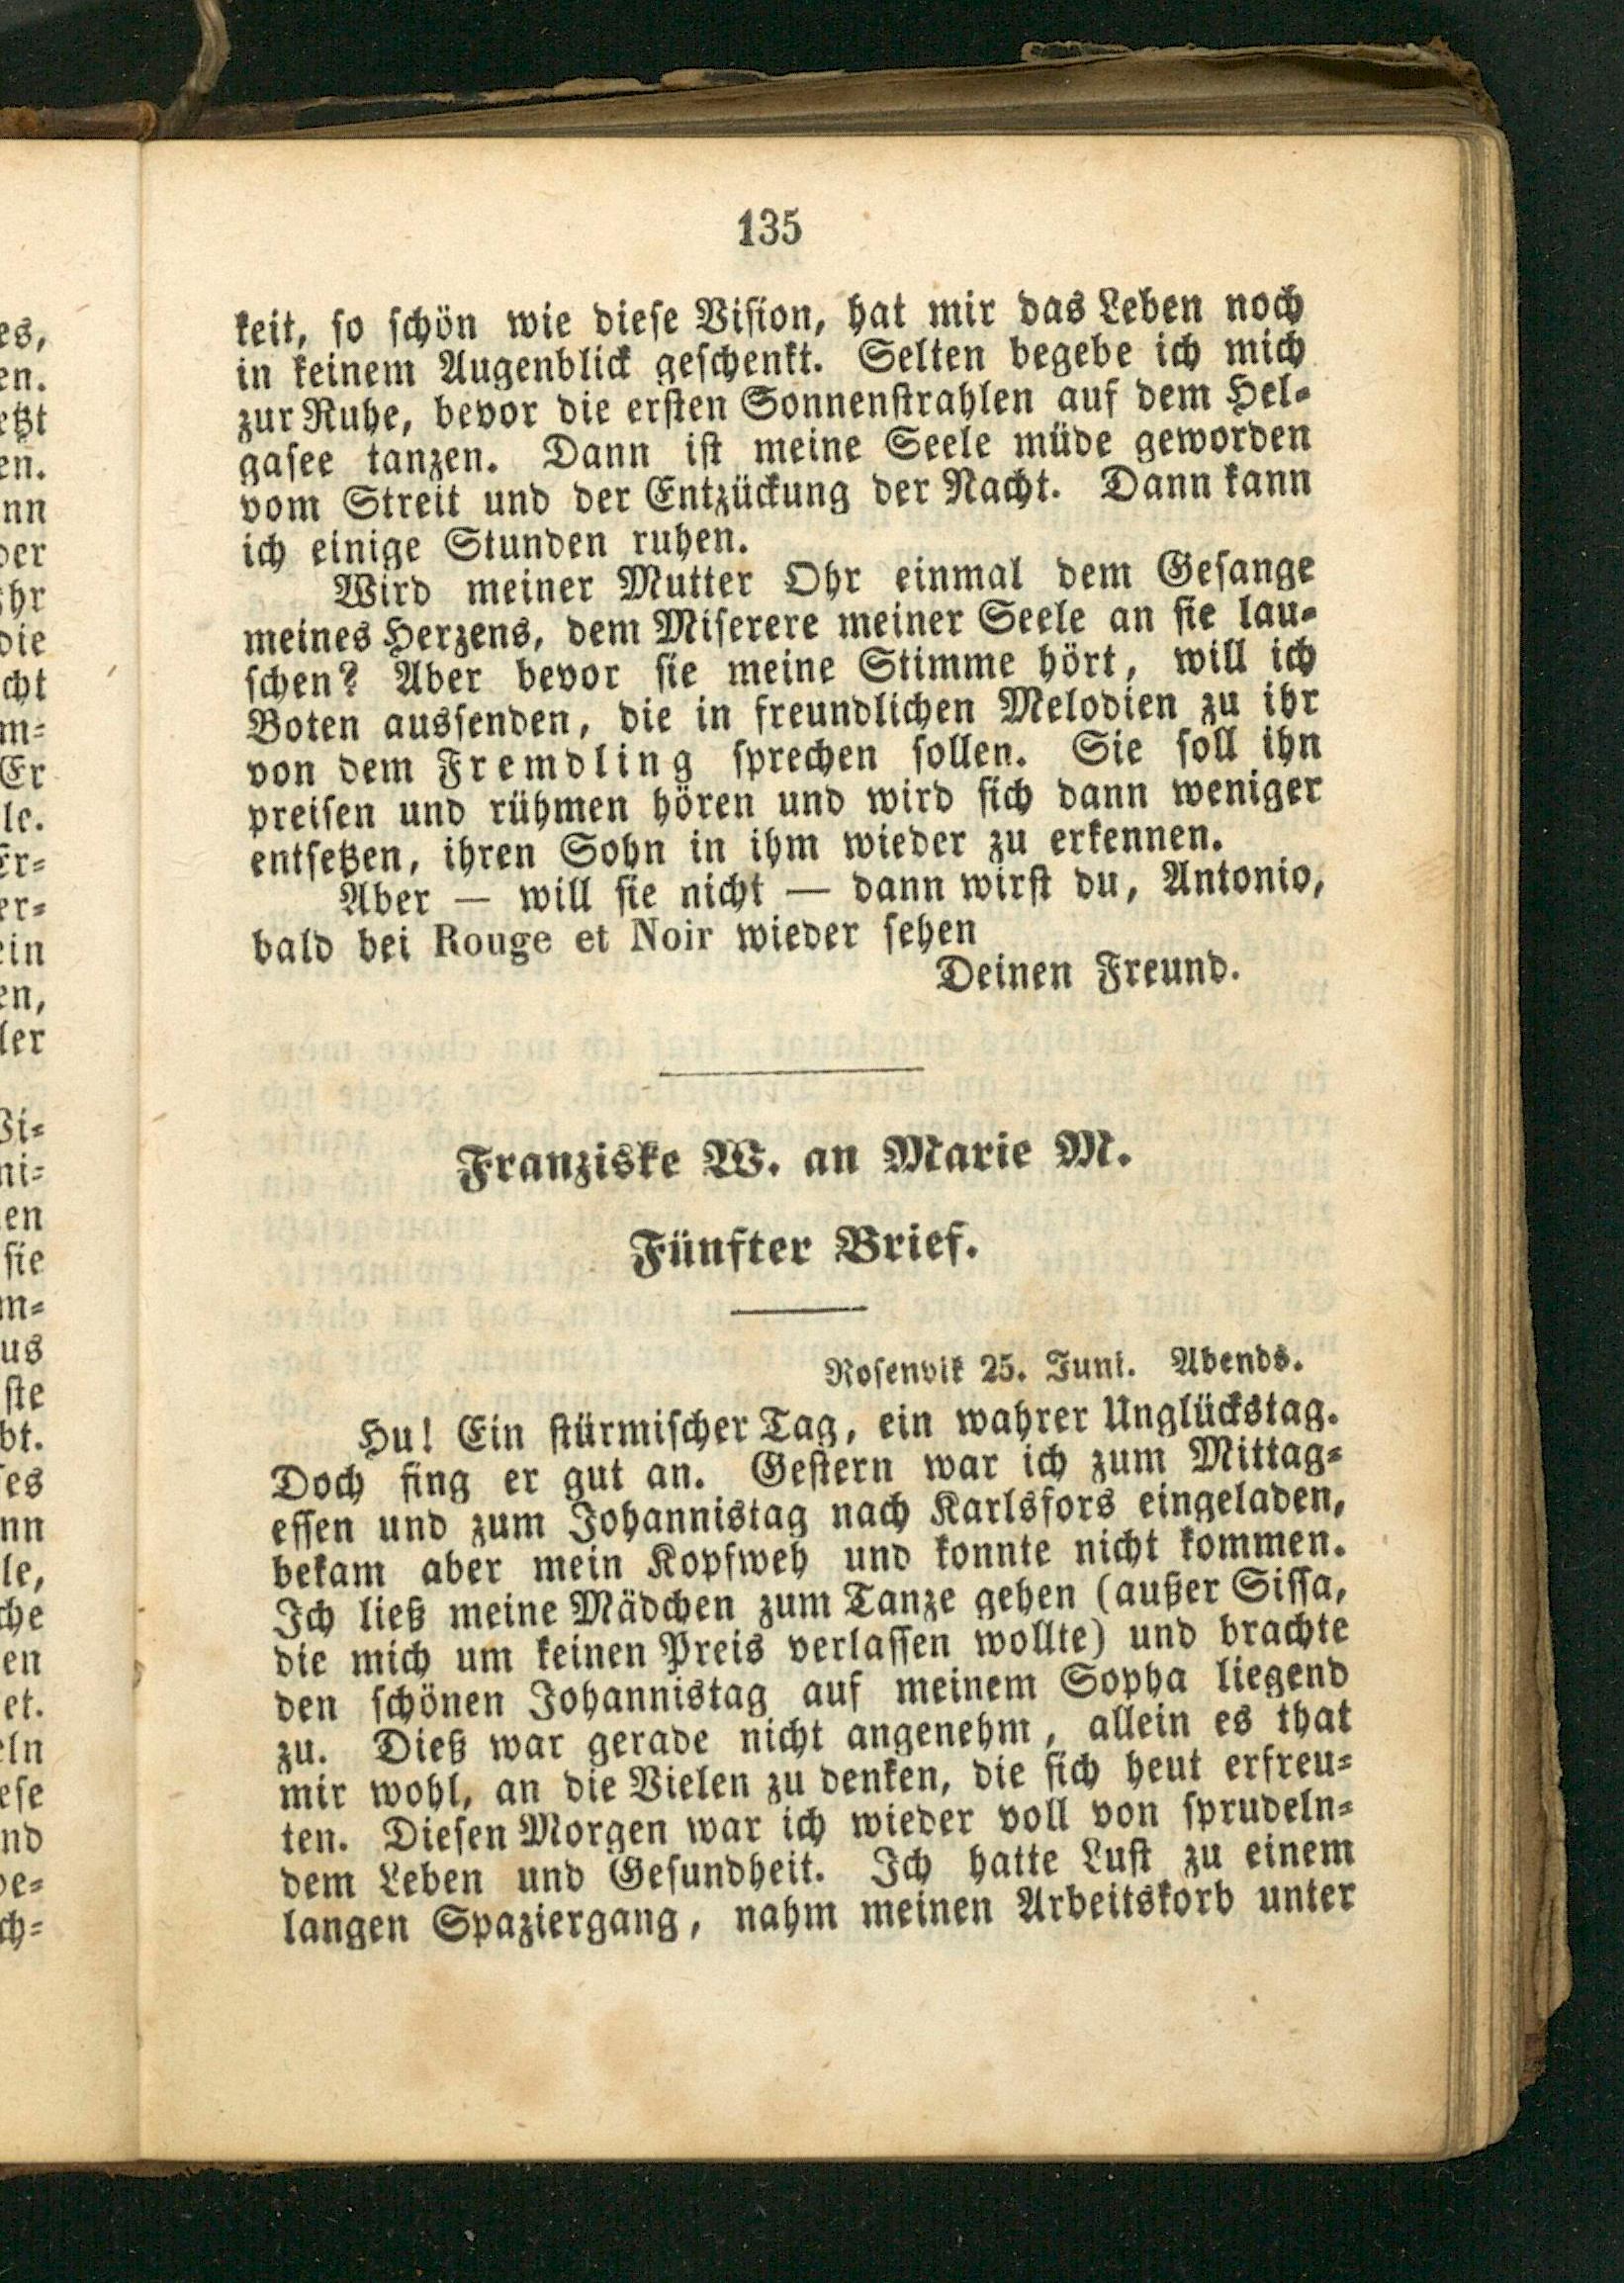 135
keit, so schön wie diese Vision, hat mir das Leben noch
in keinem Augenblick geschenkt. Selten begebe ich mich
zur Ruhe, bevor die ersten Sonnenstrahlen auf dem Hel-
gasee tanzen. Dann ist meine Seele müde geworden
vom Streit und der Entzückung der Nacht. Dann kann
ich einige Stunden ruhen.
Wird meiner Mutter Ohr einmal dem Gesange
meines Herzens, dem Miserere meiner Seele an sie lau-
schen? Aber bevor sie meine Stimme hört, will ich
Boten aussenden, die in freundlichen Melodien zu ihr
von dem Fremdling sprechen sollen. Sie soll ihn
preisen und rühmen hören und wird sich dann weniger
entsetzen, ihren Sohn in ihm wieder zu erkennen.
Aber — will sie nicht — dann wirst du, Antonio,
bald bei Rouge et Noir wieder sehen
Deinen Freund.
Franziske W. an Marie M.
Fünfter Brief.
Rosenvik 25. Juni. Abends.
Hu! Ein stürmischer Tag, ein wahrer Unglückstag.
Doch fing er gut an. Gestern war ich zum Mittag-
essen und zum Johannistag nach Karlsfors eingeladen,
bekam aber mein Kopfweh und konnte nicht kommen.
Ich ließ meine Mädchen zum Tanze gehen (außer Sissa,
die mich um keinen Preis verlassen wollte) und brachte
den schönen Johannistag auf meinem Sopha liegend
zu. Dieß war gerade nicht angenehm, allein es that
mir wohl, an die Vielen zu denken, die sich heut erfreu-
ten. Diesen Morgen war ich wieder voll von sprudeln-
dem Leben und Gesundheit. Ich hatte Lust zu einem
langen Spaziergang, nahm meinen Arbeitskorb unter